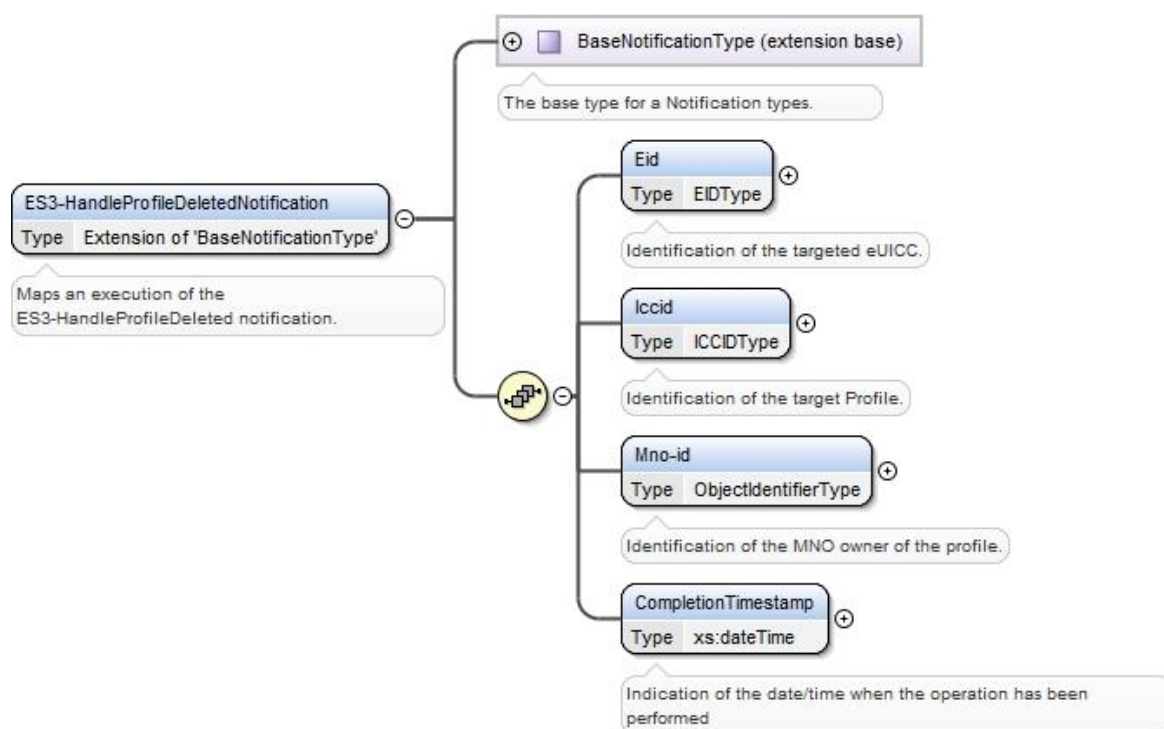 BaseNotificationType (extension base)
The base type for a Notification types.
ES3-HandleProfileDeletedNotification
Type Extension of 'BaseNotificationType'
Maps an execution of the
ES3-HandleProfileDeleted notification.
Eid
Type EIDType
Identification of the targeted eUICC.
Iccid
Type ICCIDType
Identification of the target Profile.
Mno-id
Type ObjectIdentifierType
Identification of the MNO owner of the profile.
CompletionTimestamp
Type xs:dateTime
Indication of the date/time when the operation has been
performed